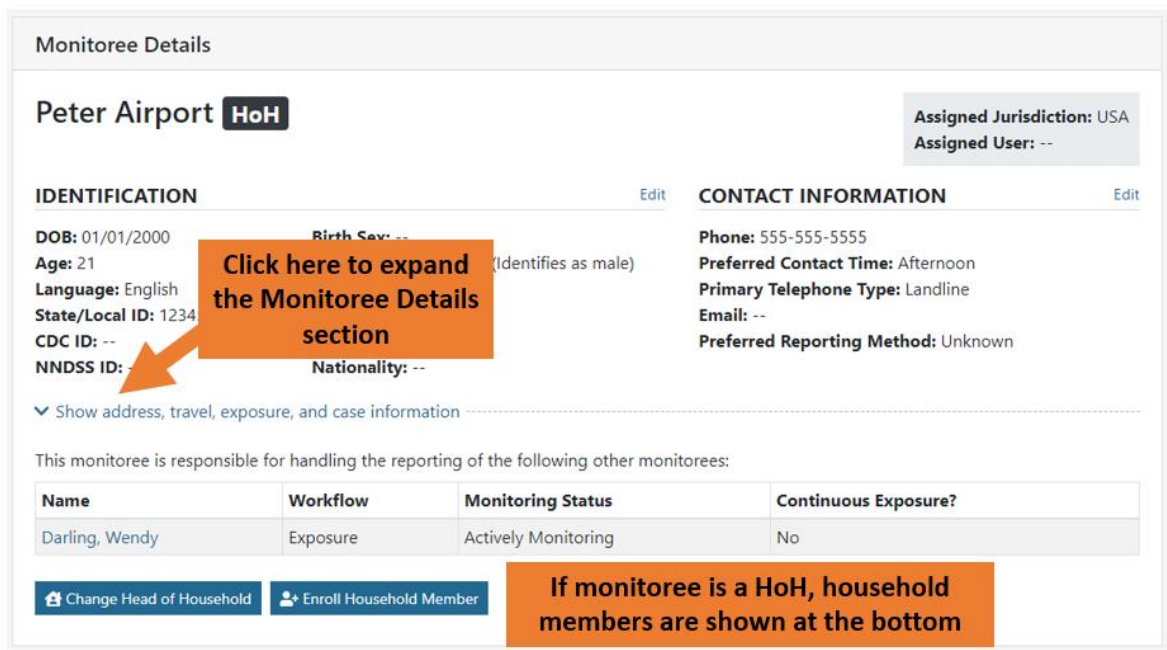 Monitoree Details
Peter Airport HoH
Assigned Jurisdiction: USA
Assigned User: --
IDENTIFICATION Edit
DOB: 01/01/2000 Birth Sex: --
Age: 21 (Identifies as male)
Language: English
State/Local ID: 1234
CDC ID: --
NNDSS ID: Nationality: --
Click here to expand
the Monitoree Details
section
CONTACT INFORMATION Edit
Phone: 555-555-5555
Preferred Contact Time: Afternoon
Primary Telephone Type: Landline
Email: --
Preferred Reporting Method: Unknown
Show address, travel, exposure, and case information
This monitoree is responsible for handling the reporting of the following other monitorees:
Name Workflow Monitoring Status Continuous Exposure?
Darling, Wendy Exposure Actively Monitoring No
Change Head of Household Enroll Household Member
If monitoree is a HoH, household
members are shown at the bottom